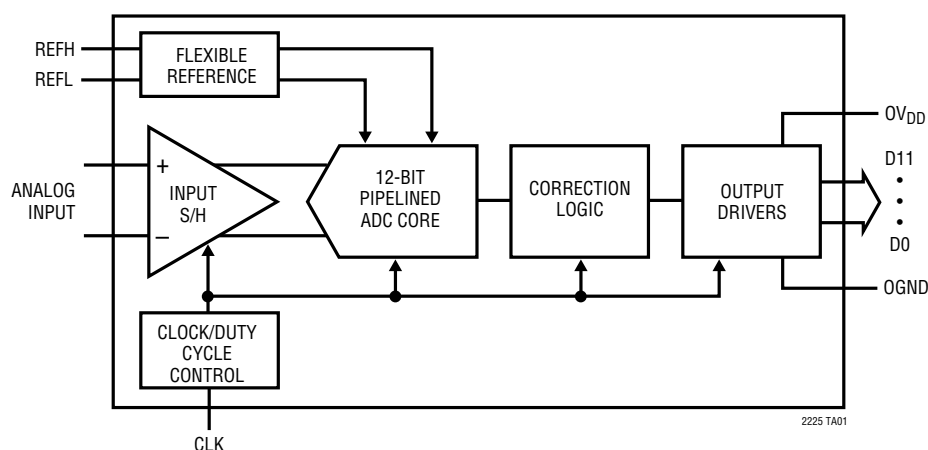 REFH
REFL
FLEXIBLE
REFERENCE
ANALOG
INPUT
+
–
INPUT
S/H
12-BIT
PIPELINED
ADC CORE
CORRECTION
LOGIC
OUTPUT
DRIVERS
OVDD
D11
•
•
•
D0
OGND
CLOCK/DUTY
CYCLE
CONTROL
CLK
2225 TA01